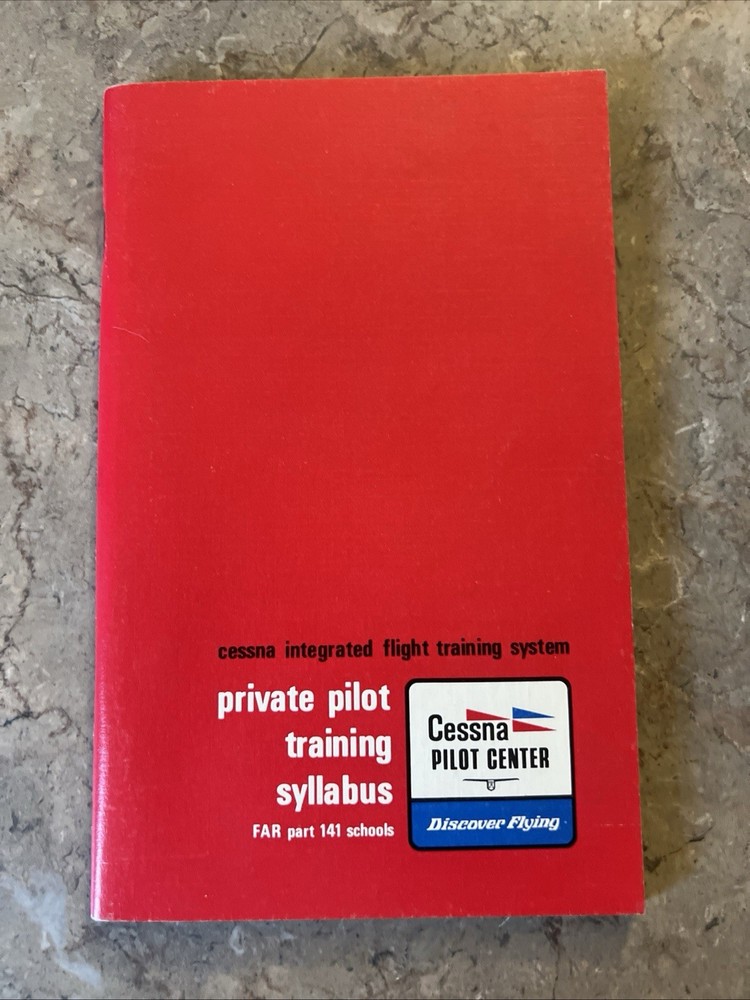 cessna integrated flight training system
private pilot
training
syllabus
FAR part 141 schools
Cessna
PILOT CENTER
Discover Flying